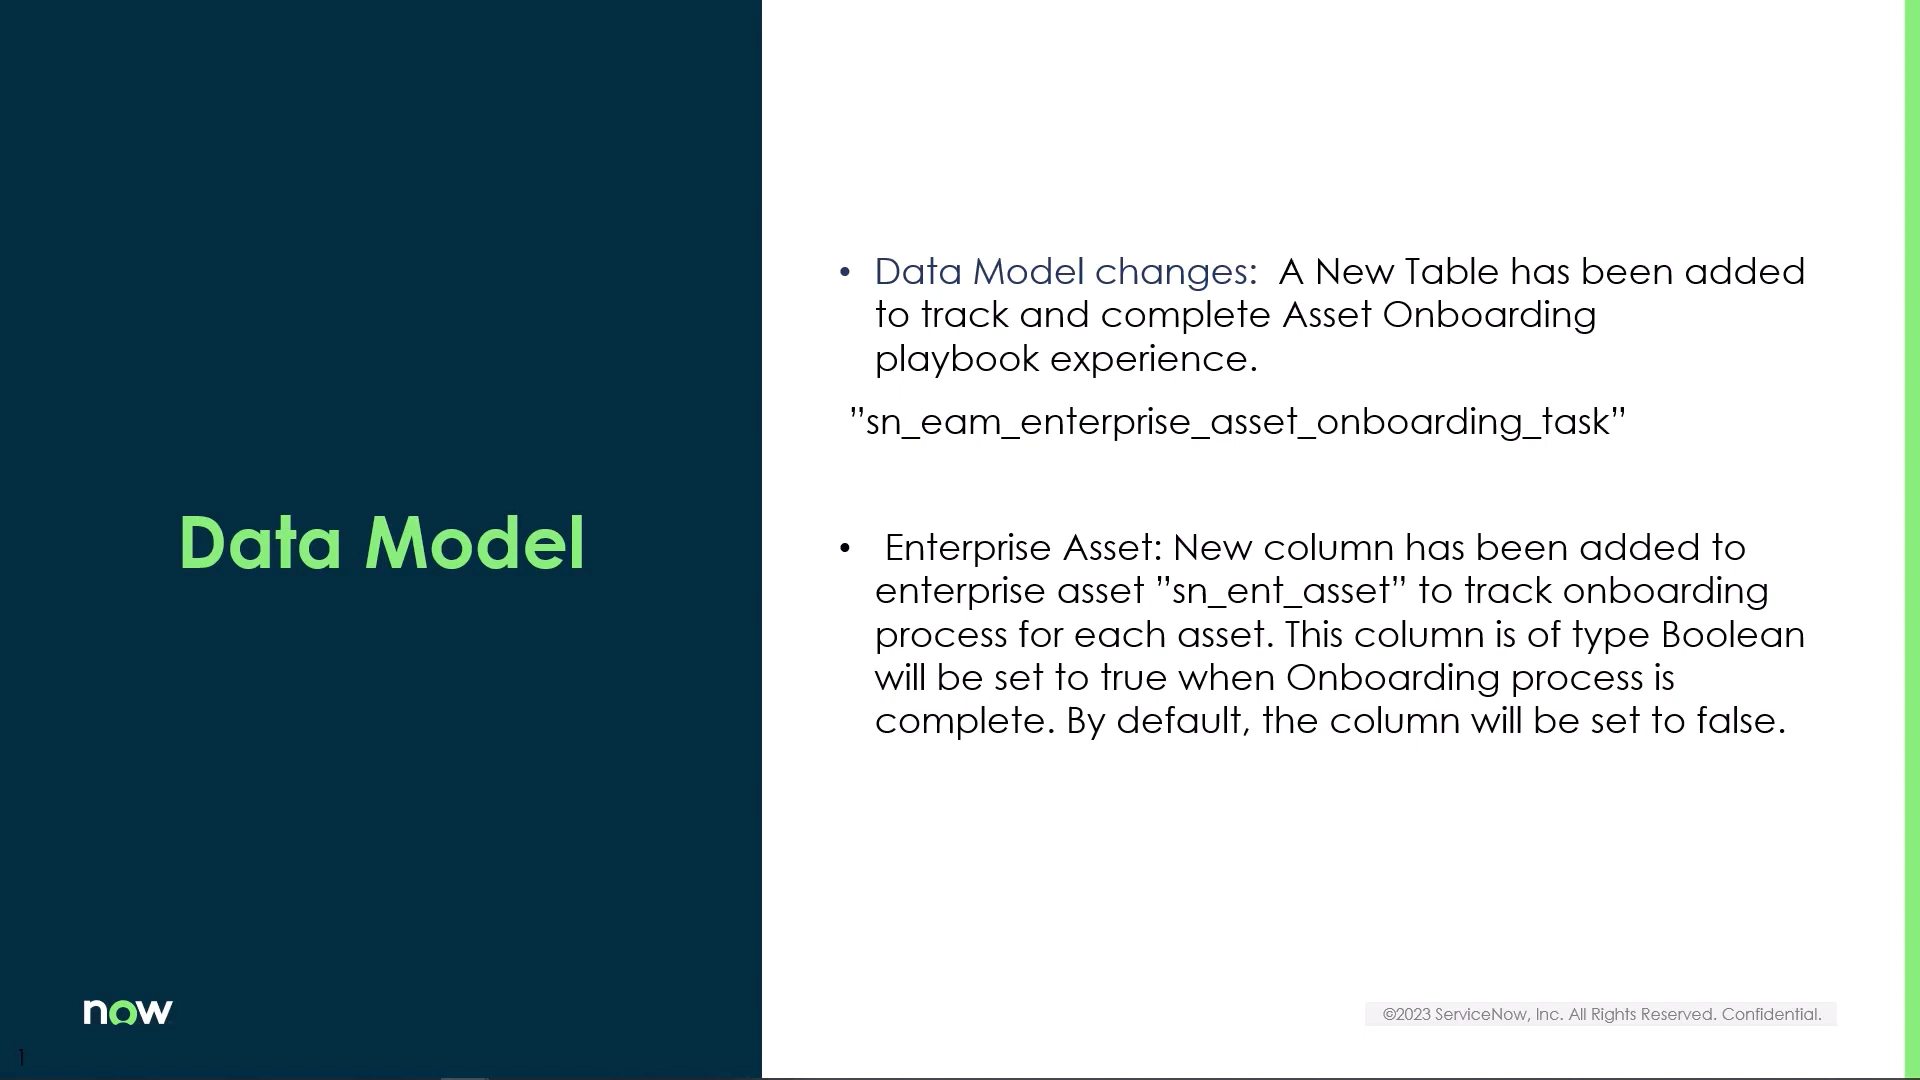 Data Model
• Data Model changes:  A New Table has been added
to track and complete Asset Onboarding
playbook experience.
”sn_eam_enterprise_asset_onboarding_task”
• Enterprise Asset: New column has been added to
enterprise asset ”sn_ent_asset” to track onboarding
process for each asset. This column is of type Boolean
will be set to true when Onboarding process is
complete. By default, the column will be set to false.
now
©2023 ServiceNow, Inc. All Rights Reserved. Confidential.
1